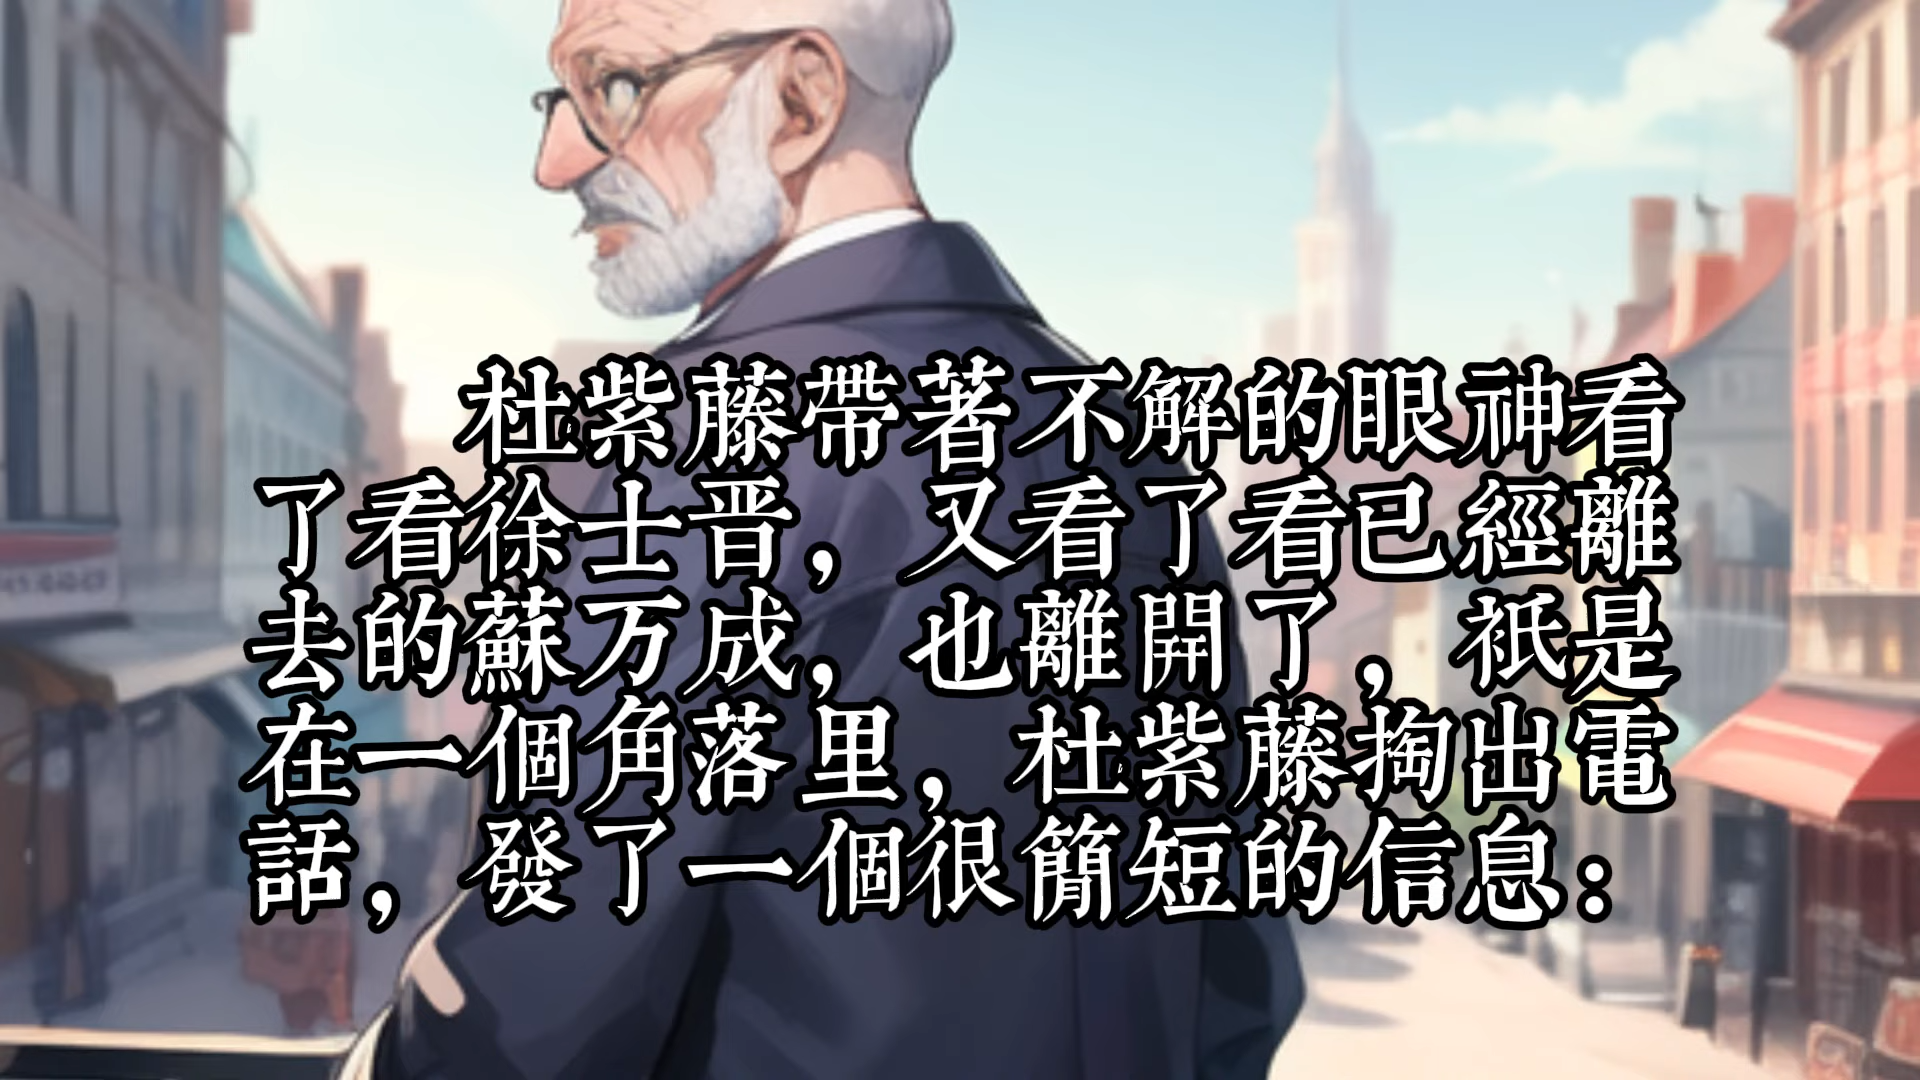 杜紫藤帶著不解的眼神看
了看徐士晋，又看了看已經離
去的蘇万成，也離開了，衹是
在一個角落里，杜紫藤掏出電
話，發了一個很簡短的信息：